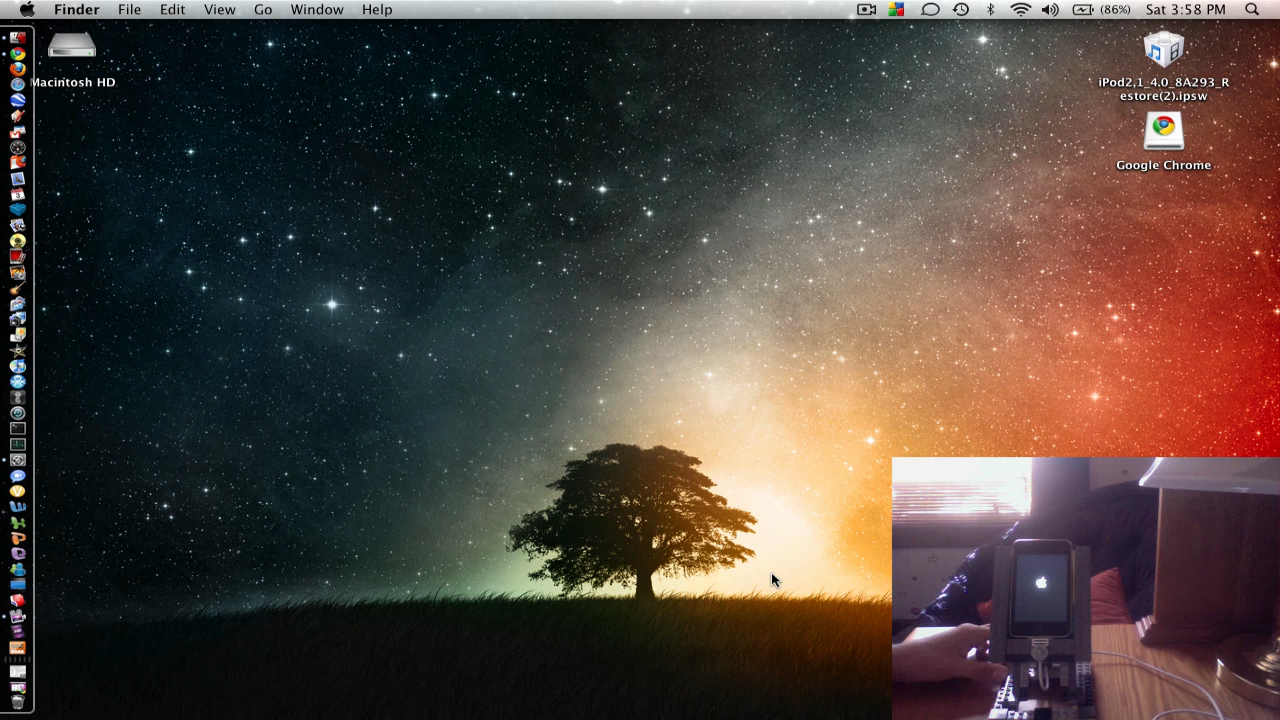 Finder File Edit View Go Window Help (86%) Sat 3:58 PM
Macintosh HD
iPod2,1_4.0_8A293_R
estore(2).ipsw
Google Chrome